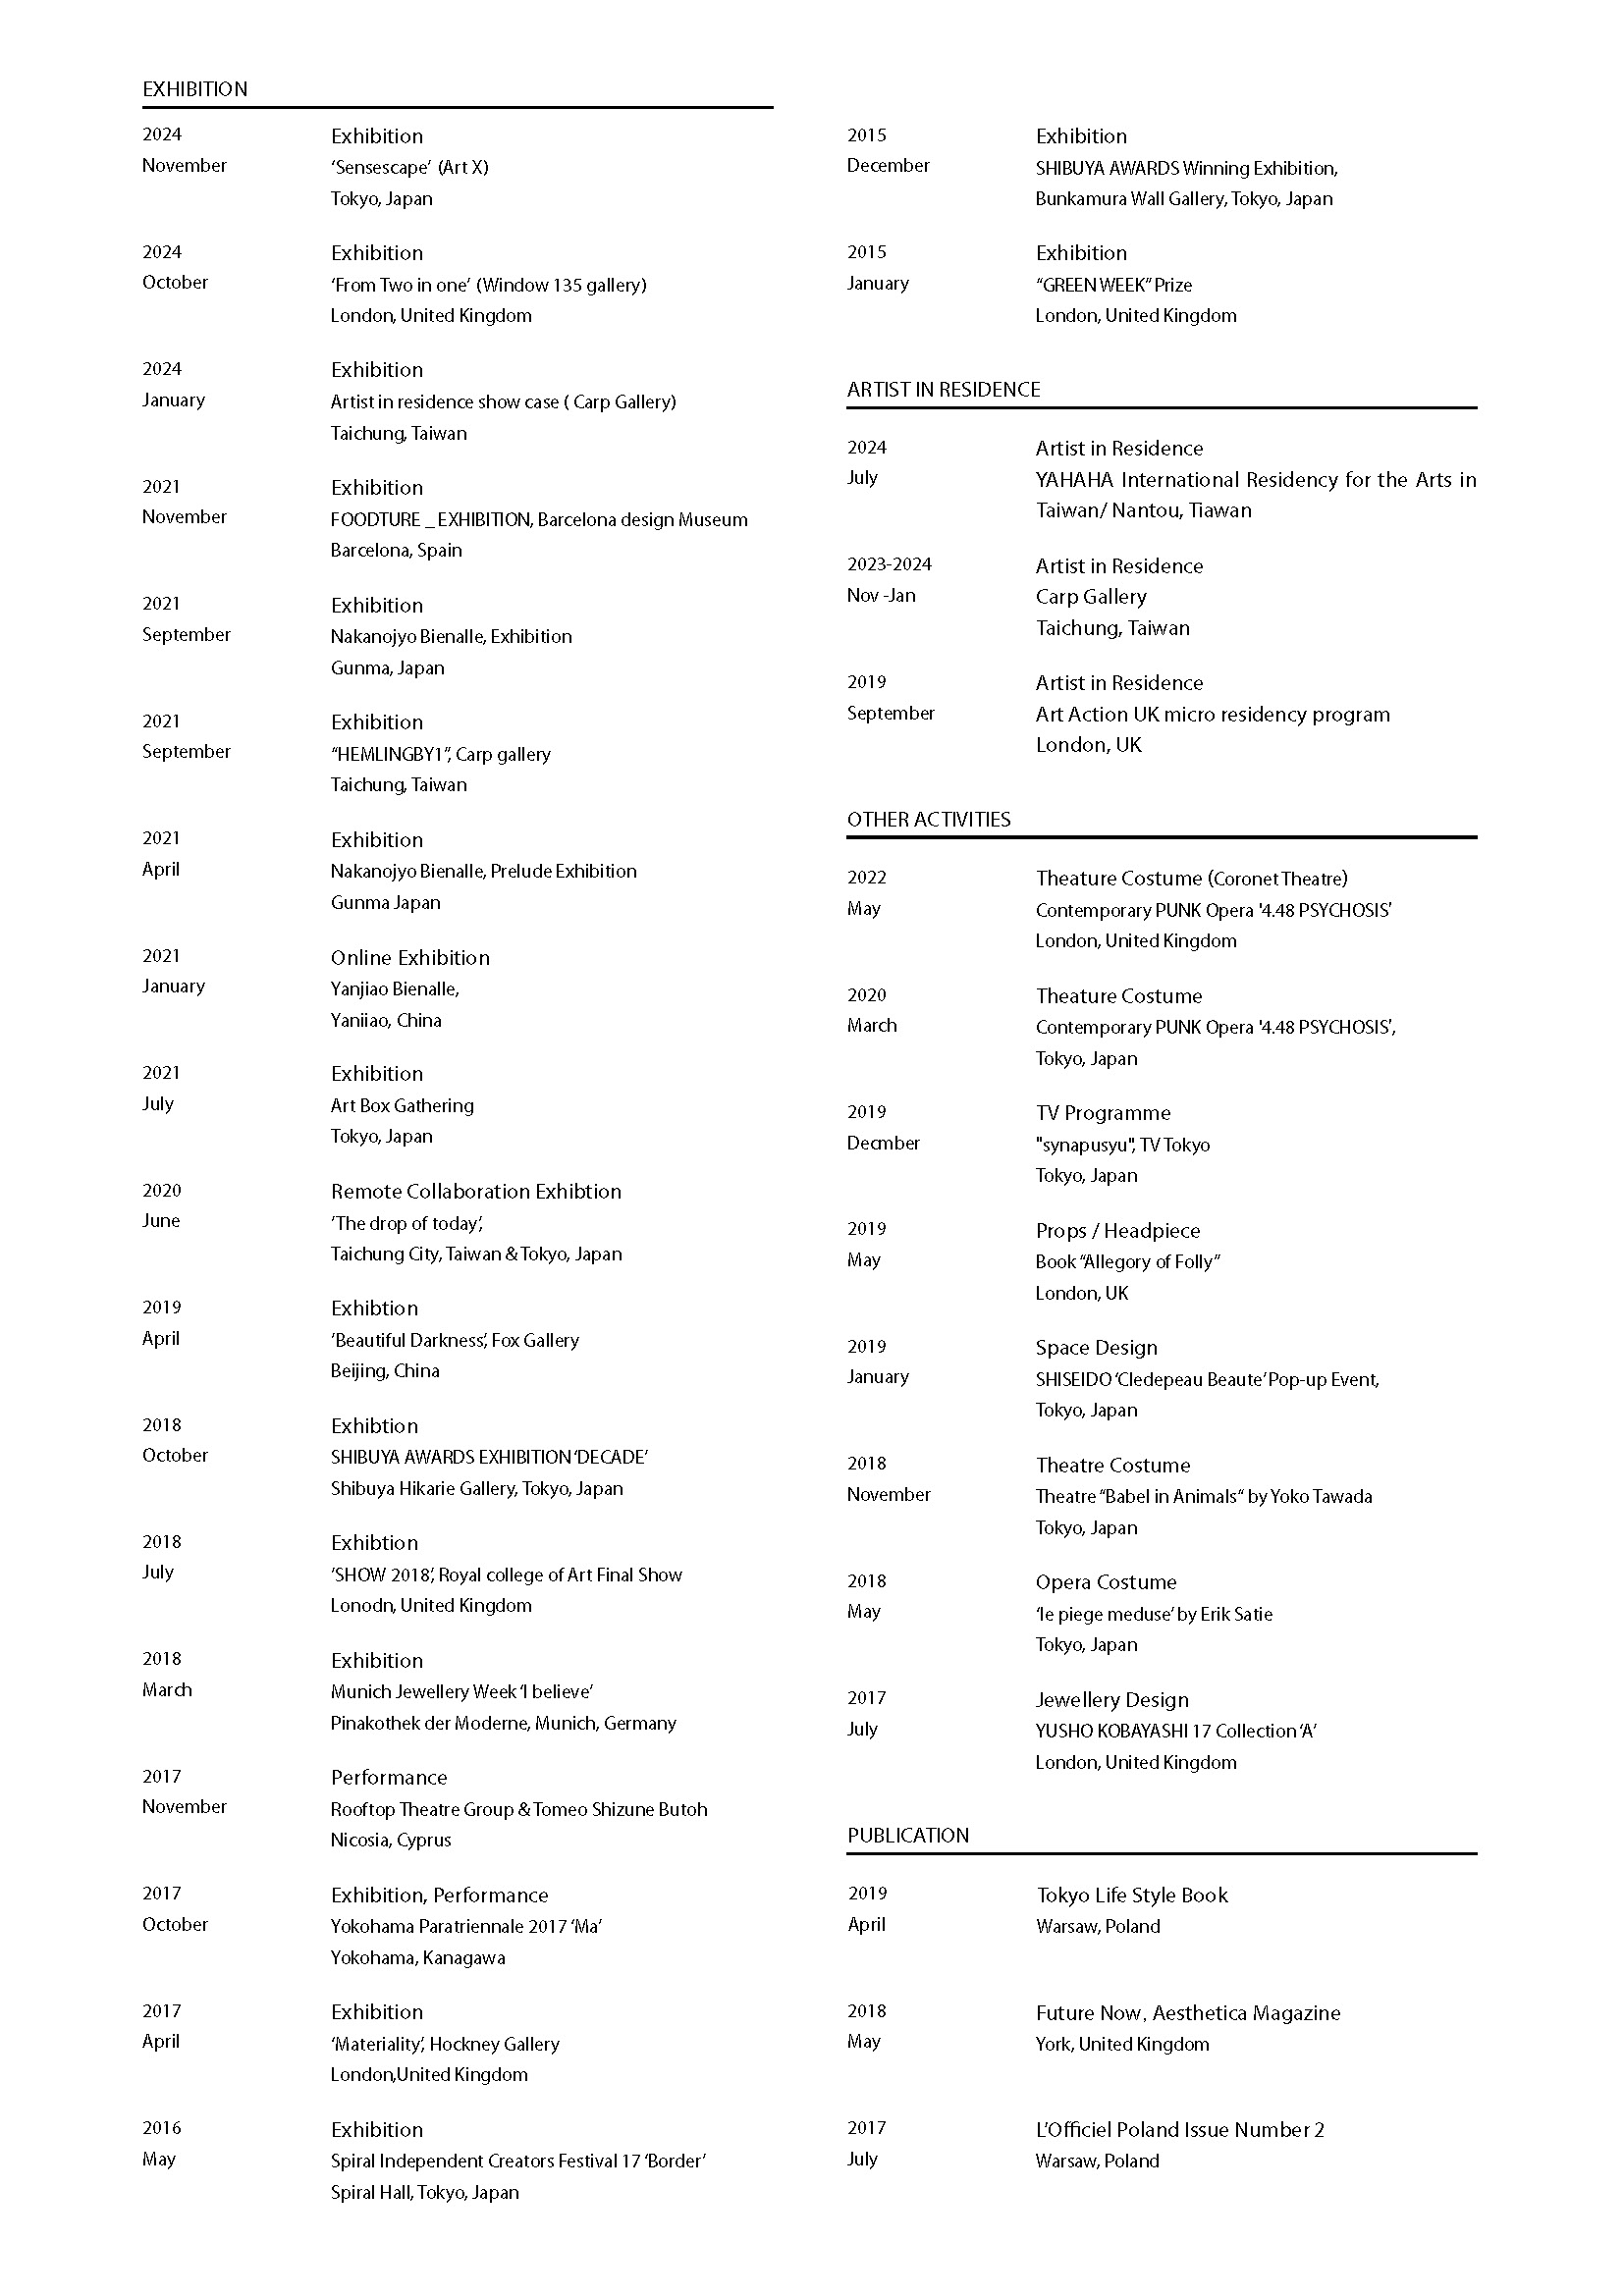 EXHIBITION
2024
Exhibition
November
‘Sensescape’ (Art X)
Tokyo, Japan
2024
Exhibition
October
‘From Two in one’ (Window 135 gallery)
London, United Kingdom
2024
Exhibition
January
Artist in residence show case ( Carp Gallery)
Taichung, Taiwan
2021
Exhibition
November
FOODTURE _ EXHIBITION, Barcelona design Museum
Barcelona, Spain
2021
Exhibition
September
Nakanojyo Bienalle, Exhibition
Gunma, Japan
2021
Exhibition
September
“HEMLINGBY1”, Carp gallery
Taichung, Taiwan
2021
Exhibition
April
Nakanojyo Bienalle, Prelude Exhibition
Gunma Japan
2021
Online Exhibition
January
Yanjiao Bienalle,
Yaniiao, China
2021
Exhibition
July
Art Box Gathering
Tokyo, Japan
2020
Remote Collaboration Exhibtion
June
‘The drop of today’,
Taichung City, Taiwan & Tokyo, Japan
2019
Exhibtion
April
‘Beautiful Darkness’, Fox Gallery
Beijing, China
2018
Exhibtion
October
SHIBUYA AWARDS EXHIBITION ‘DECADE’
Shibuya Hikarie Gallery, Tokyo, Japan
2018
Exhibtion
July
‘SHOW 2018’, Royal college of Art Final Show
Lonodn, United Kingdom
2018
Exhibition
March
Munich Jewellery Week ‘I believe’
Pinakothek der Moderne, Munich, Germany
2017
Performance
November
Rooftop Theatre Group & Tomeo Shizune Butoh
Nicosia, Cyprus
2017
Exhibition, Performance
October
Yokohama Paratriennale 2017 ‘Ma’
Yokohama, Kanagawa
2017
Exhibition
April
‘Materiality’, Hockney Gallery
London,United Kingdom
2016
Exhibition
May
Spiral Independent Creators Festival 17 ‘Border’
Spiral Hall, Tokyo, Japan
2015
Exhibition
December
SHIBUYA AWARDS Winning Exhibition,
Bunkamura Wall Gallery, Tokyo, Japan
2015
Exhibition
January
“GREEN WEEK” Prize
London, United Kingdom
ARTIST IN RESIDENCE
2024
Artist in Residence
July
YAHAHA International Residency for the Arts in
Taiwan/ Nantou, Tiawan
2023-2024
Artist in Residence
Nov -Jan
Carp Gallery
Taichung, Taiwan
2019
Artist in Residence
September
Art Action UK micro residency program
London, UK
OTHER ACTIVITIES
2022
Theature Costume (Coronet Theatre)
May
Contemporary PUNK Opera '4.48 PSYCHOSIS'
London, United Kingdom
2020
Theature Costume
March
Contemporary PUNK Opera '4.48 PSYCHOSIS',
Tokyo, Japan
2019
TV Programme
Decmber
"synapusyu", TV Tokyo
Tokyo, Japan
2019
Props / Headpiece
May
Book “Allegory of Folly”
London, UK
2019
Space Design
January
SHISEIDO ‘Cledepeau Beaute’ Pop-up Event,
Tokyo, Japan
2018
Theatre Costume
November
Theatre “Babel in Animals“ by Yoko Tawada
Tokyo, Japan
2018
Opera Costume
May
‘le piege meduse’ by Erik Satie
Tokyo, Japan
2017
Jewellery Design
July
YUSHO KOBAYASHI 17 Collection ‘A’
London, United Kingdom
PUBLICATION
2019
Tokyo Life Style Book
April
Warsaw, Poland
2018
Future Now, Aesthetica Magazine
May
York, United Kingdom
2017
L’Officiel Poland Issue Number 2
July
Warsaw, Poland